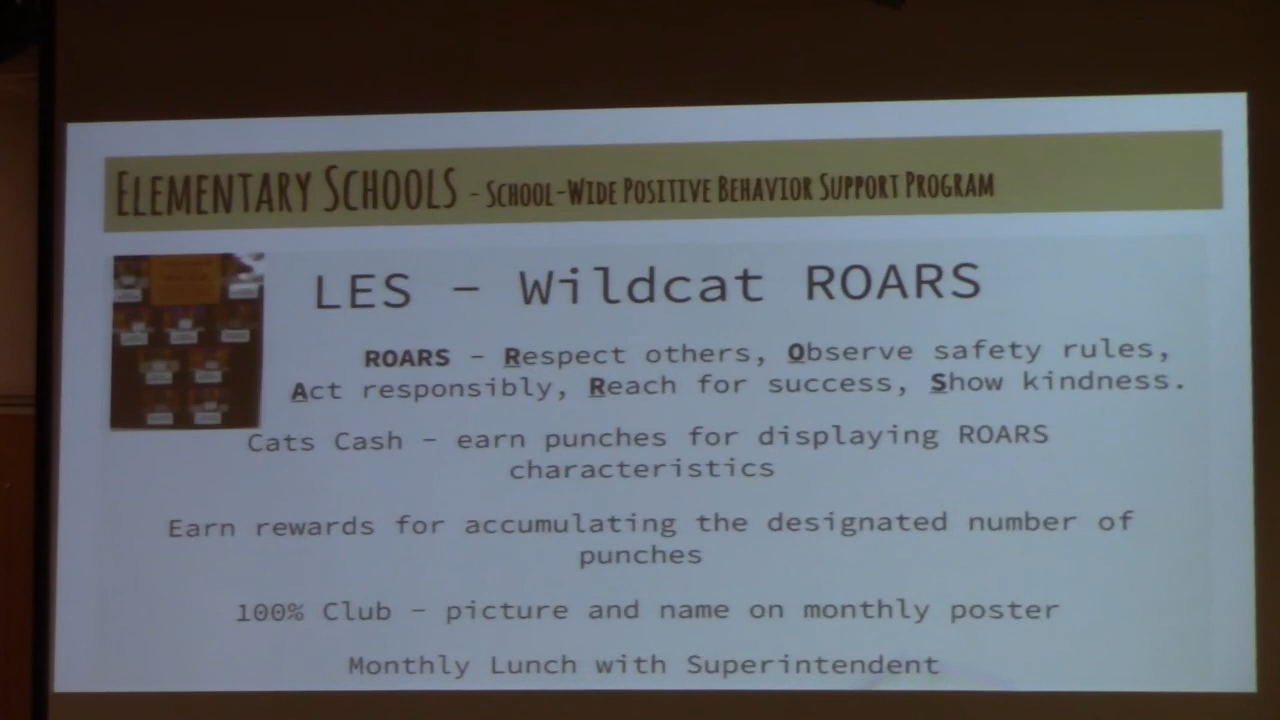 ELEMENTARY SCHOOLS - SCHOOL-WIDE POSITIVE BEHAVIOR SUPPORT PROGRAM
LES - Wildcat ROARS
ROARS - Respect others, Observe safety rules,
Act responsibly, Reach for success, Show kindness.
Cats Cash - earn punches for displaying ROARS
characteristics
Earn rewards for accumulating the designated number of
punches
100% Club - picture and name on monthly poster
Monthly Lunch with Superintendent